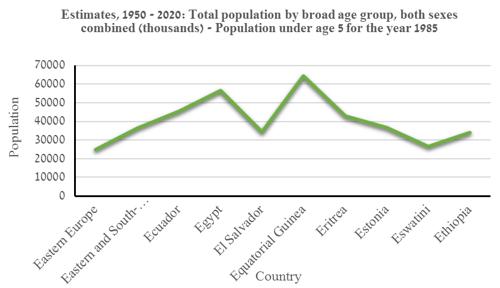 Estimates, 1950 - 2020: Total population by broad age group, both sexes
combined (thousands) - Population under age 5 for the year 1985
70000
60000
50000
40000
30000
20000
10000
0
Population
Eastern Europe
Eastern and South-...
Ecuador
Egypt
El Salvador
Equatorial Guinea
Eritrea
Estonia
Eswatini
Ethiopia
Country